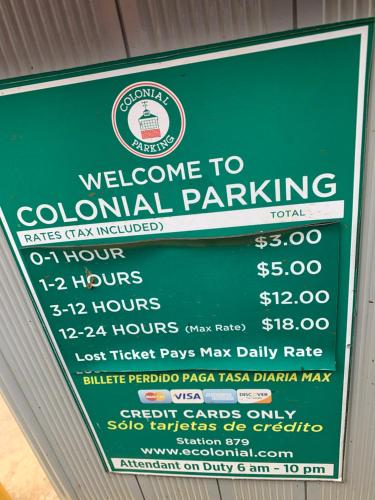 COLONIAL
PARKING
WELCOME TO
COLONIAL PARKING
RATES (TAX INCLUDED) TOTAL
0-1 HOUR $3.00
1-2 HOURS $5.00
3-12 HOURS $12.00
12-24 HOURS (Max Rate) $18.00
Lost Ticket Pays Max Daily Rate
BILLETE PERDIDO PAGA TASA DIARIA MAX
MasterCard VISA DISCOVER
CREDIT CARDS ONLY
Sólo tarjetas de crédito
Station 879
www.ecolonial.com
Attendant on Duty 6 am - 10 pm